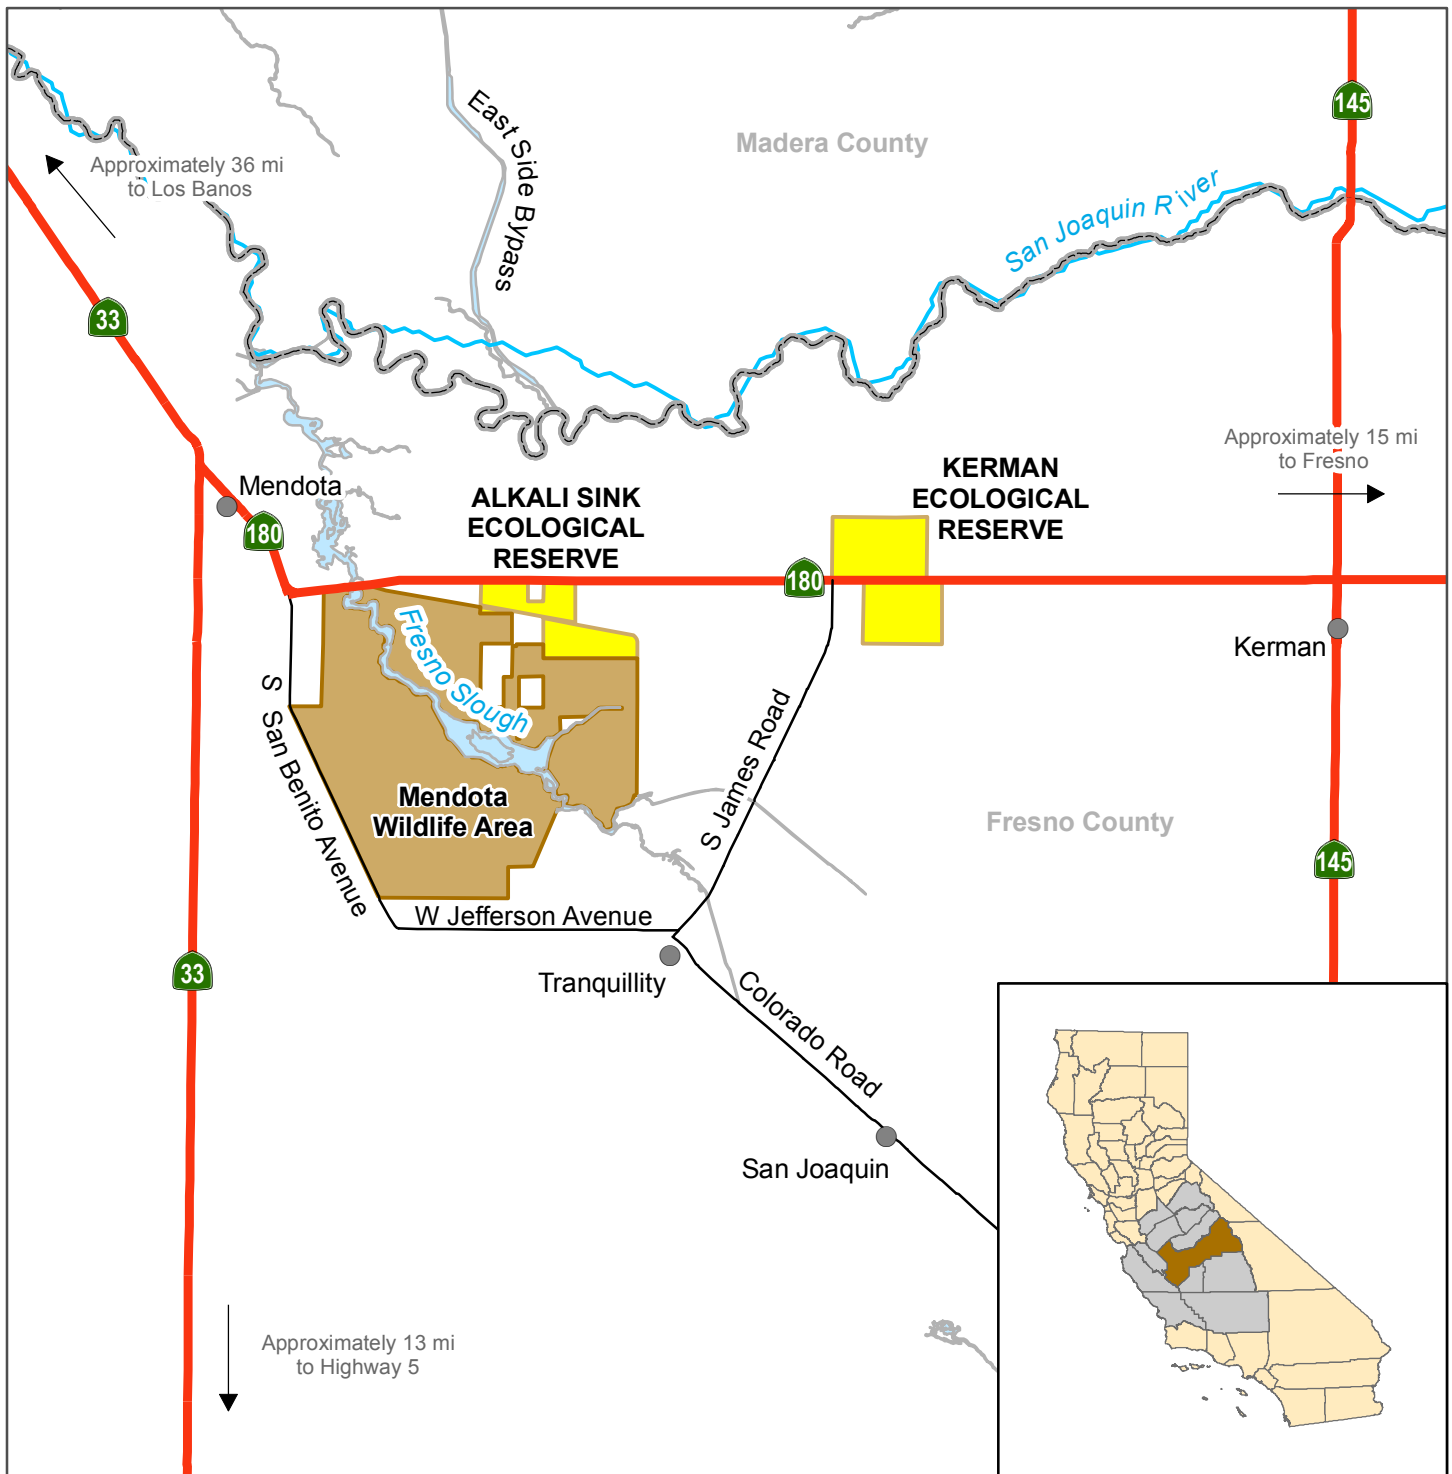 145
East Side Bypass
Madera County
Approximately 36 mi
to Los Banos
San Joaquin River
33
Approximately 15 mi
to Fresno
KERMAN
ECOLOGICAL
RESERVE
Mendota
ALKALI SINK
ECOLOGICAL
RESERVE
180
180
Fresno Slough
Kerman
S San Benito Avenue
S James Road
Mendota
Wildlife Area
Fresno County
145
W Jefferson Avenue
33
Tranquillity
Colorado Road
San Joaquin
Approximately 13 mi
to Highway 5